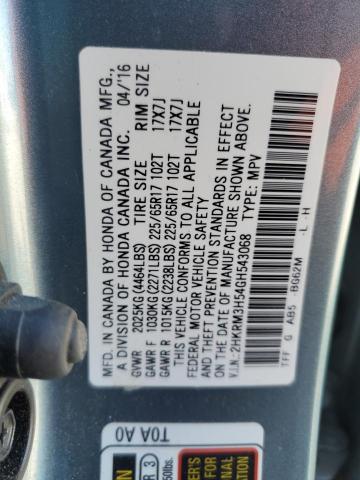 MFD. IN CANADA BY HONDA OF CANADA MFG.,
A DIVISION OF HONDA CANADA INC. 04/16
GVWR 2025KG(4464LBS) TIRE SIZE RIM SIZE
GAWR F 1030KG(2271LBS) 225/65R17 102T 17X7J
GAWR R 1015KG(2238LBS) 225/65R17 102T 17X7J
THIS VEHICLE CONFORMS TO ALL APPLICABLE
FEDERAL MOTOR VEHICLE SAFETY
AND THEFT PREVENTION STANDARDS IN EFFECT
ON THE DATE OF MANUFACTURE SHOWN ABOVE.
V.I.N.:2HKRM3H54GH543068 TYPE: MPV
TFF G AB5 -BG62M -L -H
T0A A0
R 3
50lbs.